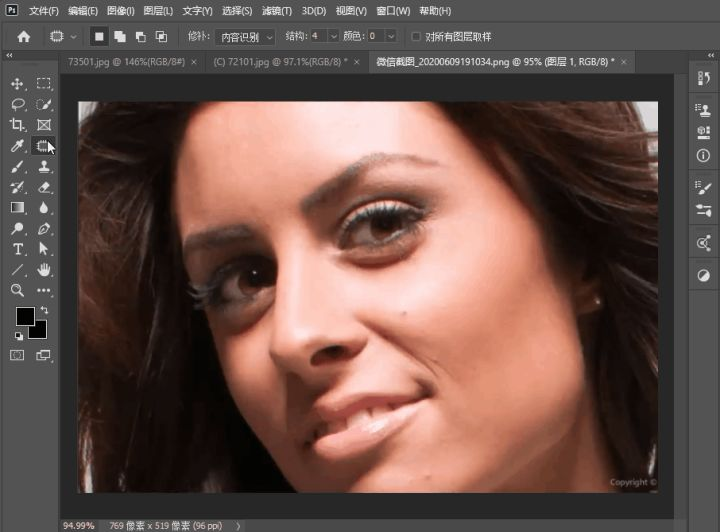 Ps 文件(F) 编辑(E) 图像(I) 图层(L) 文字(Y) 选择(S) 滤镜(T) 3D(D) 视图(V) 窗口(W) 帮助(H)
修补: 内容识别 结构: 4 颜色: 0 对所有图层取样
73501.jpg @ 146%(RGB/8#) × (C) 72101.jpg @ 97.1%(RGB/8) * × 微信截图_20200609191034.png @ 95% (图层 1, RGB/8) * ×
Copyright ©
94.99% 769 像素 x 519 像素 (96 ppi)